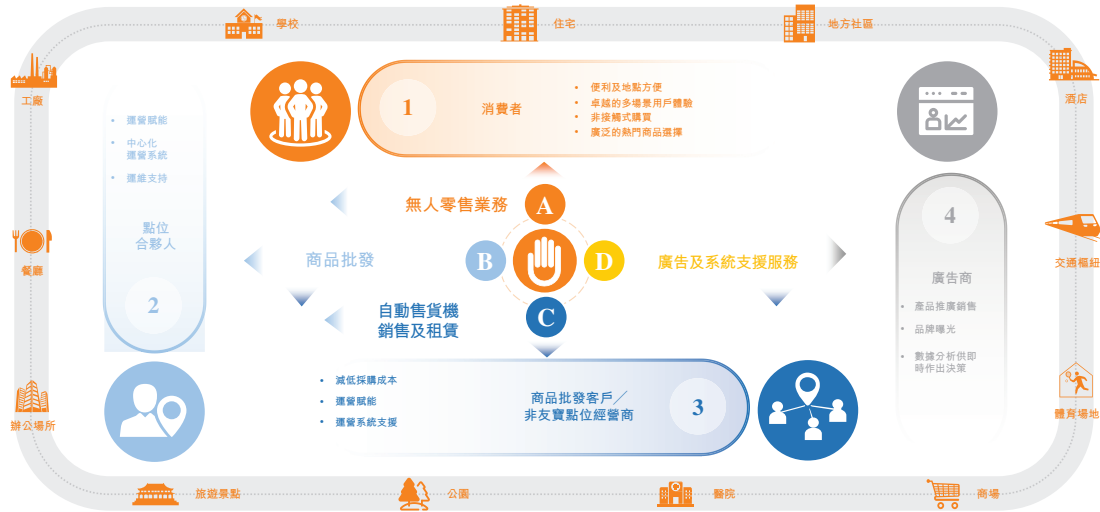 學校
住宅
地方社區
工廠
酒店
1
消費者
• 便利及地點方便
• 卓越的多場景用戶體驗
• 非接觸式購買
• 廣泛的熱門商品選擇
• 運營賦能
• 中心化
運營系統
• 運維支持
點位
合夥人
2
無人零售業務
A
商品批發
B
D
廣告及系統支援服務
自動售貨機
銷售及租賃
C
4
廣告商
• 產品推廣銷售
• 品牌曝光
• 數據分析供即
時作出決策
餐廳
交通樞紐
• 減低採購成本
• 運營賦能
• 運營系統支援
商品批發客戶／
非友寶點位經營商
3
辦公場所
體育場地
旅遊景點
公園
醫院
商場